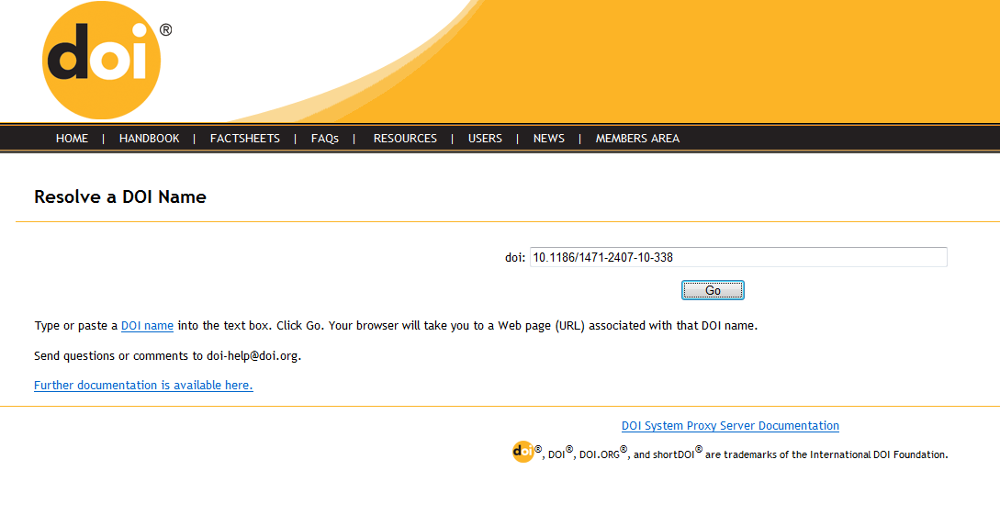 doi®
HOME | HANDBOOK | FACTSHEETS | FAQs | RESOURCES | USERS | NEWS | MEMBERS AREA
Resolve a DOI Name
doi: 10.1186/1471-2407-10-338
Go
Type or paste a DOI name into the text box. Click Go. Your browser will take you to a Web page (URL) associated with that DOI name.
Send questions or comments to doi-help@doi.org.
Further documentation is available here.
DOI System Proxy Server Documentation
doi®, DOI®, DOI.ORG®, and shortDOI® are trademarks of the International DOI Foundation.